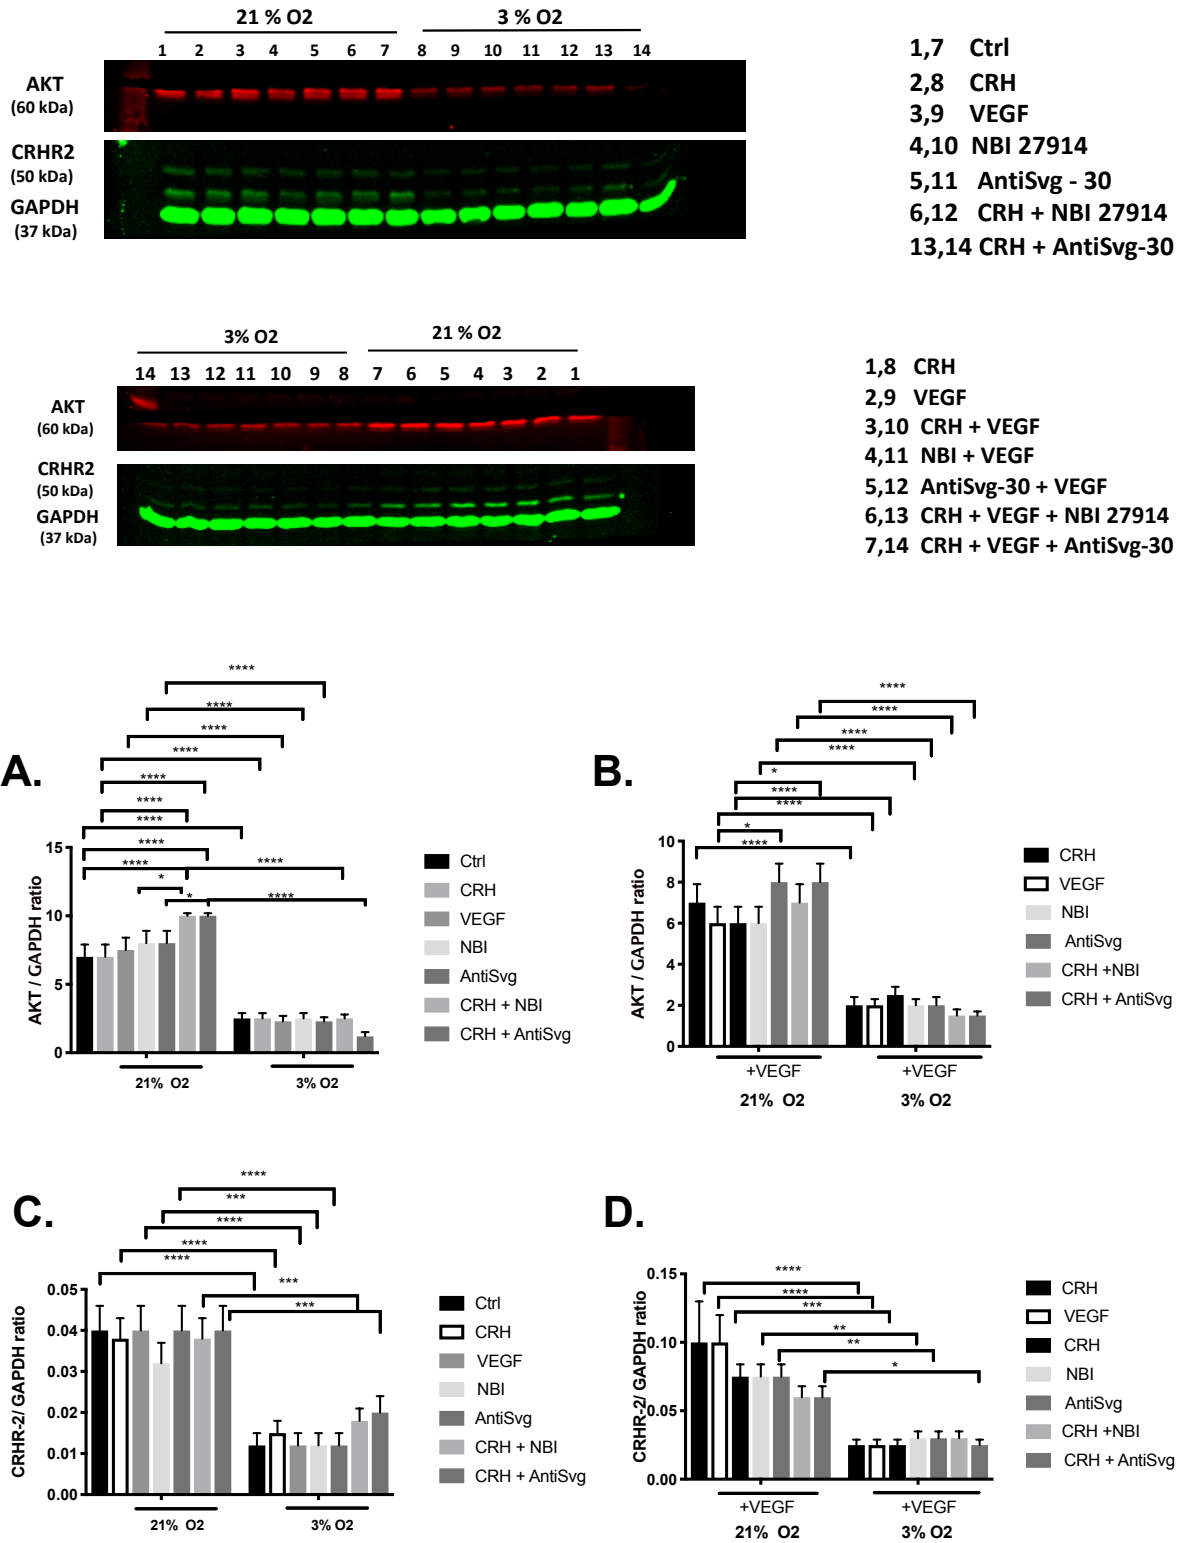 21 % O2 3 % O2
1 2 3 4 5 6 7 8 9 10 11 12 13 14
AKT
(60 kDa)
CRHR2
(50 kDa)
GAPDH
(37 kDa)
1,7 Ctrl
2,8 CRH
3,9 VEGF
4,10 NBI 27914
5,11 AntiSvg - 30
6,12 CRH + NBI 27914
13,14 CRH + AntiSvg-30
3% O2 21 % O2
14 13 12 11 10 9 8 7 6 5 4 3 2 1
AKT
(60 kDa)
CRHR2
(50 kDa)
GAPDH
(37 kDa)
1,8 CRH
2,9 VEGF
3,10 CRH + VEGF
4,11 NBI + VEGF
5,12 AntiSvg-30 + VEGF
6,13 CRH + VEGF + NBI 27914
7,14 CRH + VEGF + AntiSvg-30
A.
****
****
****
****
****
****
****
****
**** ****
*
* ****
AKT / GAPDH ratio
15
10
5
0
21% O2 3% O2
Ctrl
CRH
VEGF
NBI
AntiSvg
CRH + NBI
CRH + AntiSvg
B.
****
****
****
****
*
****
****
*
****
AKT / GAPDH ratio
10
8
6
4
2
0
+VEGF +VEGF
21% O2 3% O2
CRH
VEGF
NBI
AntiSvg
CRH +NBI
CRH + AntiSvg
C.
****
***
****
****
****
***
***
CRHR-2/ GAPDH ratio
0.05
0.04
0.03
0.02
0.01
0.00
21% O2 3% O2
Ctrl
CRH
VEGF
NBI
AntiSvg
CRH + NBI
CRH + AntiSvg
D.
****
****
***
**
**
*
CRHR-2/ GAPDH ratio
0.15
0.10
0.05
0.00
+VEGF +VEGF
21% O2 3% O2
CRH
VEGF
CRH
NBI
AntiSvg
CRH +NBI
CRH + AntiSvg